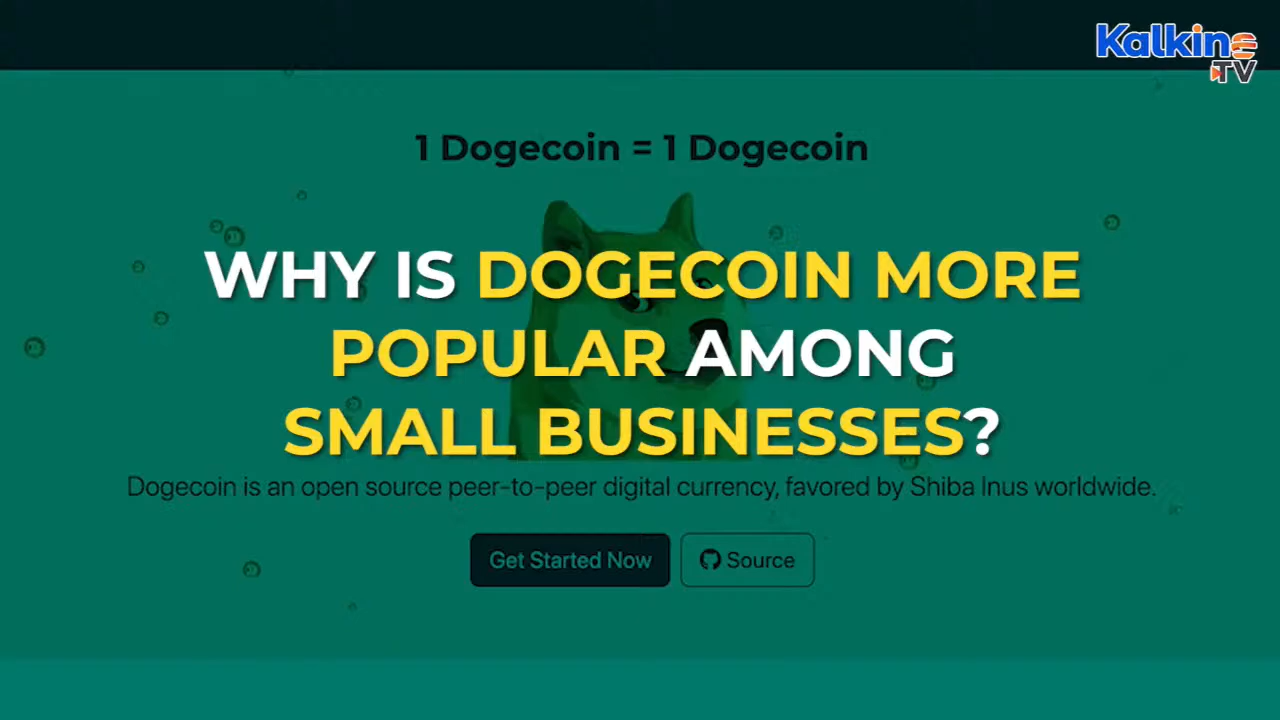 Kalkine
TV
1 Dogecoin = 1 Dogecoin
WHY IS DOGECOIN MORE
POPULAR AMONG
SMALL BUSINESSES?
Dogecoin is an open source peer-to-peer digital currency, favored by Shiba Inus worldwide.
Get Started Now
Source